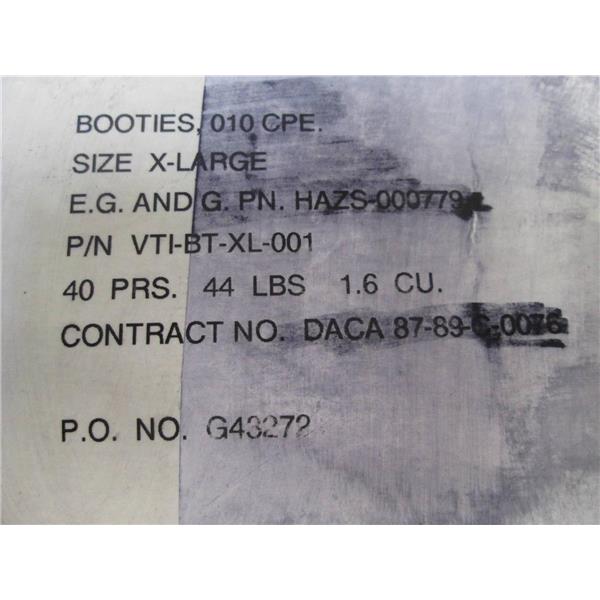 BOOTIES, 010 CPE.
SIZE X-LARGE
E.G. AND G. PN. HAZS-000779-L
P/N VTI-BT-XL-001
40 PRS. 44 LBS 1.6 CU.
CONTRACT NO. DACA 87-89-C-0076
P.O. NO. G43272